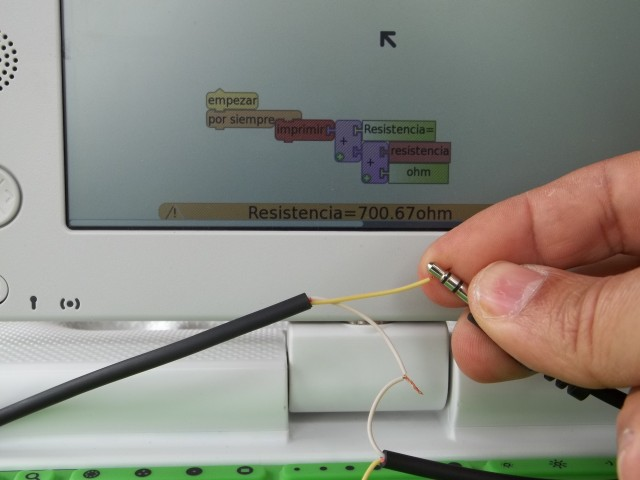 empezar
por siempre
imprimir + Resistencia=
+ resistencia
ohm
Resistencia=700.67ohm